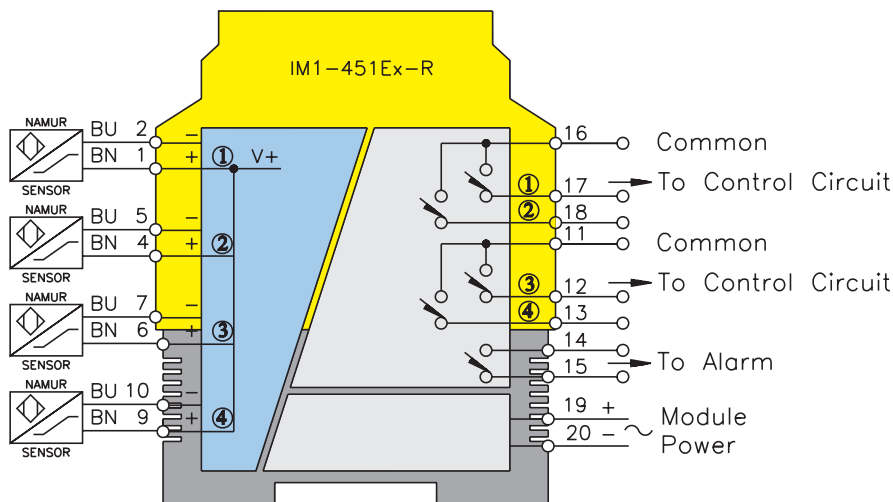 IM1-451Ex-R
NAMUR
BU 2 –
BN 1 + ① V+
SENSOR
NAMUR
BU 5 –
BN 4 + ②
SENSOR
NAMUR
BU 7 –
BN 6 + ③
SENSOR
NAMUR
BU 10 –
BN 9 + ④
SENSOR
16 Common
① 17 To Control Circuit
② 18
11 Common
③ 12 To Control Circuit
④ 13
14
15 To Alarm
19 + Module
20 – ~ Power